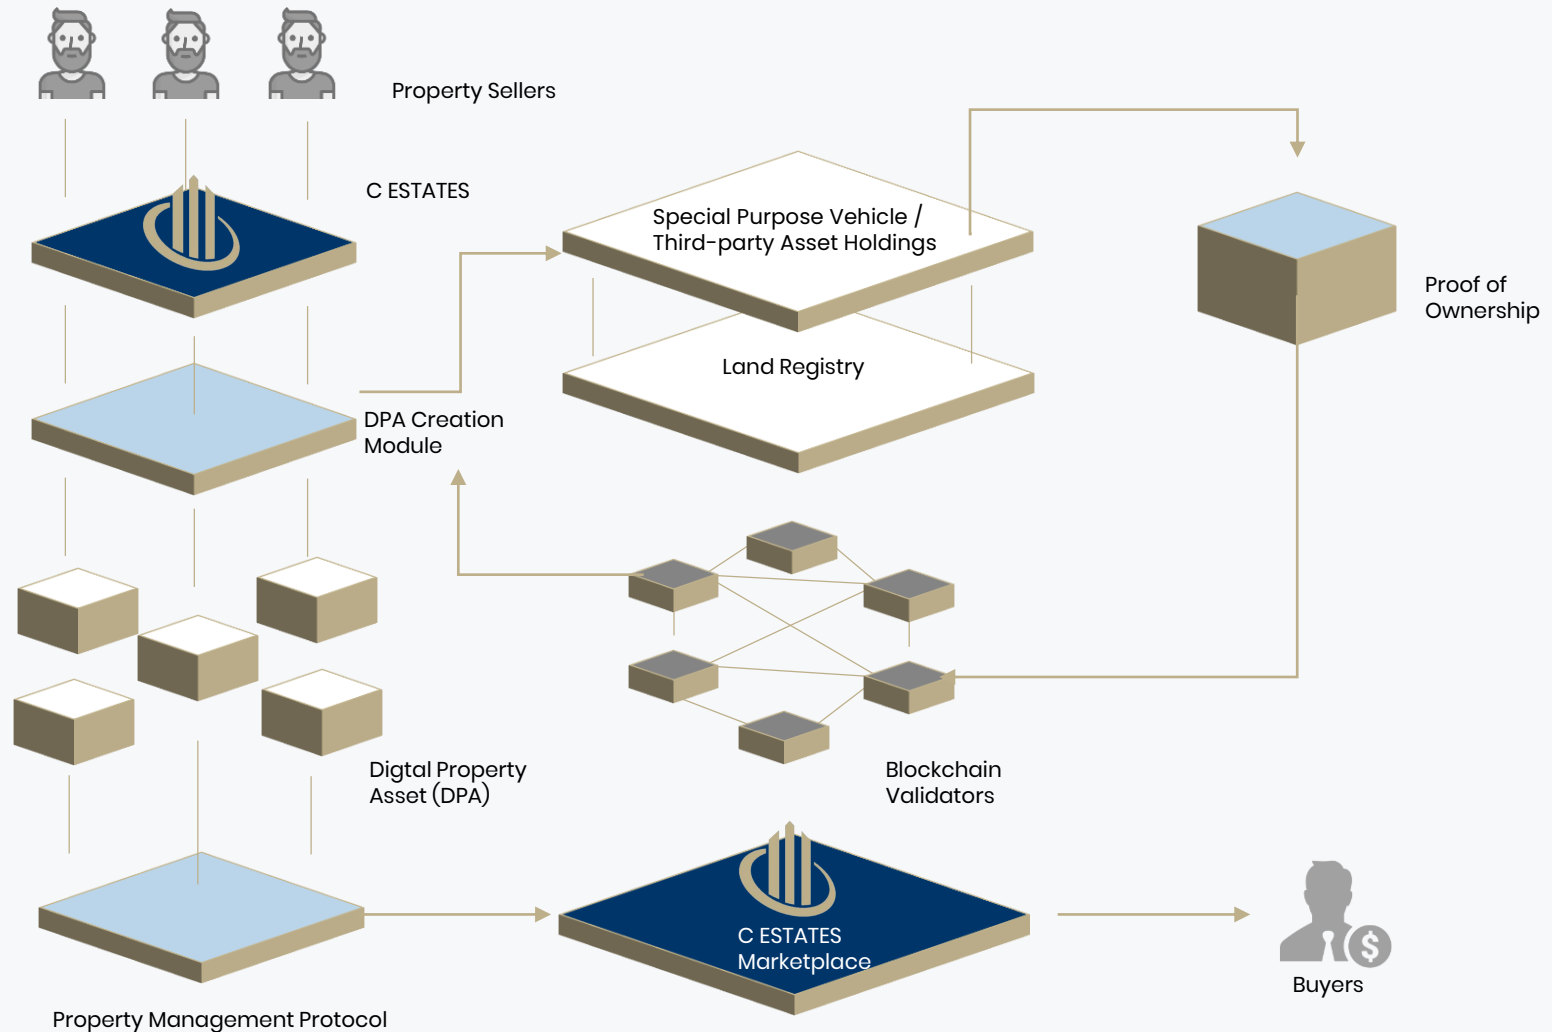 Property Sellers
C ESTATES
Special Purpose Vehicle /
Third-party Asset Holdings
Proof of
Ownership
Land Registry
DPA Creation
Module
Digtal Property
Asset (DPA)
Blockchain
Validators
C ESTATES
Marketplace
$
Buyers
Property Management Protocol